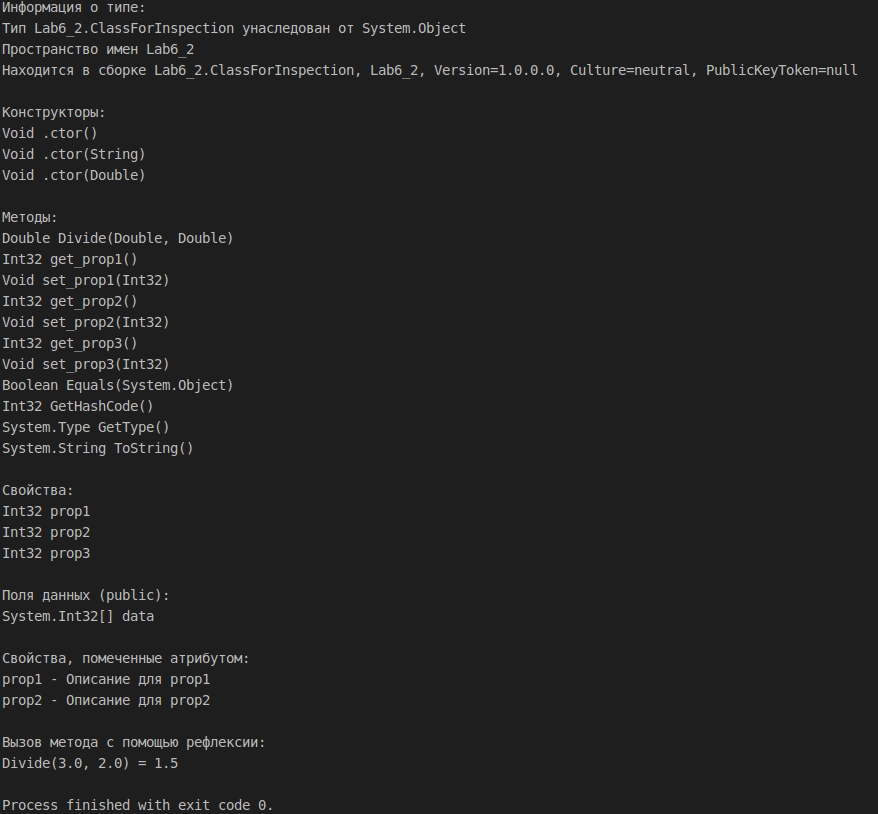 Информация о типе:
Тип Lab6_2.ClassForInspection унаследован от System.Object
Пространство имен Lab6_2
Находится в сборке Lab6_2.ClassForInspection, Lab6_2, Version=1.0.0.0, Culture=neutral, PublicKeyToken=null
Конструкторы:
Void .ctor()
Void .ctor(String)
Void .ctor(Double)
Методы:
Double Divide(Double, Double)
Int32 get_prop1()
Void set_prop1(Int32)
Int32 get_prop2()
Void set_prop2(Int32)
Int32 get_prop3()
Void set_prop3(Int32)
Boolean Equals(System.Object)
Int32 GetHashCode()
System.Type GetType()
System.String ToString()
Свойства:
Int32 prop1
Int32 prop2
Int32 prop3
Поля данных (public):
System.Int32[] data
Свойства, помеченные атрибутом:
prop1 - Описание для prop1
prop2 - Описание для prop2
Вызов метода с помощью рефлексии:
Divide(3.0, 2.0) = 1.5
Process finished with exit code 0.